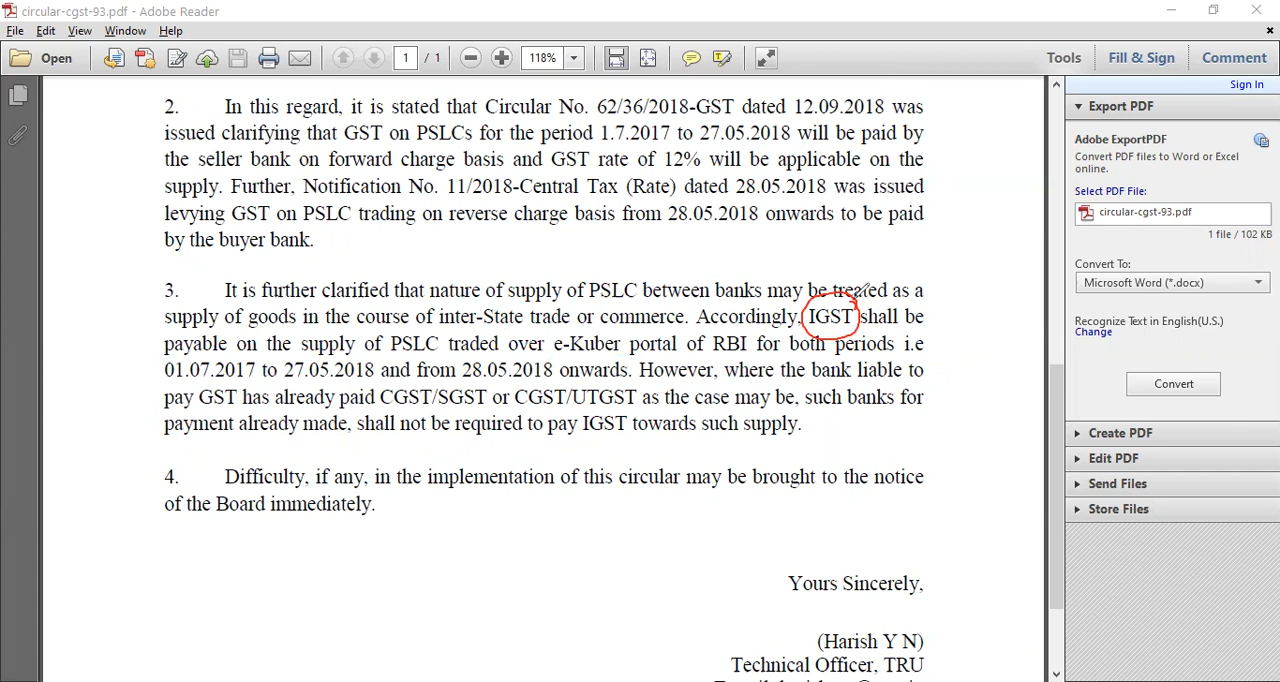 circular-cgst-93.pdf - Adobe Reader
File Edit View Window Help
Open 1 / 1 118% Tools Fill & Sign Comment
Sign In
2. In this regard, it is stated that Circular No. 62/36/2018-GST dated 12.09.2018 was
issued clarifying that GST on PSLCs for the period 1.7.2017 to 27.05.2018 will be paid by
the seller bank on forward charge basis and GST rate of 12% will be applicable on the
supply. Further, Notification No. 11/2018-Central Tax (Rate) dated 28.05.2018 was issued
levying GST on PSLC trading on reverse charge basis from 28.05.2018 onwards to be paid
by the buyer bank.
3. It is further clarified that nature of supply of PSLC between banks may be treated as a
supply of goods in the course of inter-State trade or commerce. Accordingly, IGST shall be
payable on the supply of PSLC traded over e-Kuber portal of RBI for both periods i.e
01.07.2017 to 27.05.2018 and from 28.05.2018 onwards. However, where the bank liable to
pay GST has already paid CGST/SGST or CGST/UTGST as the case may be, such banks for
payment already made, shall not be required to pay IGST towards such supply.
4. Difficulty, if any, in the implementation of this circular may be brought to the notice
of the Board immediately.
Yours Sincerely,
(Harish Y N)
Technical Officer, TRU
Export PDF
Adobe ExportPDF
Convert PDF files to Word or Excel
online.
Select PDF File:
circular-cgst-93.pdf
1 file / 102 KB
Convert To:
Microsoft Word (*.docx)
Recognize Text in English(U.S.)
Change
Convert
Create PDF
Edit PDF
Send Files
Store Files